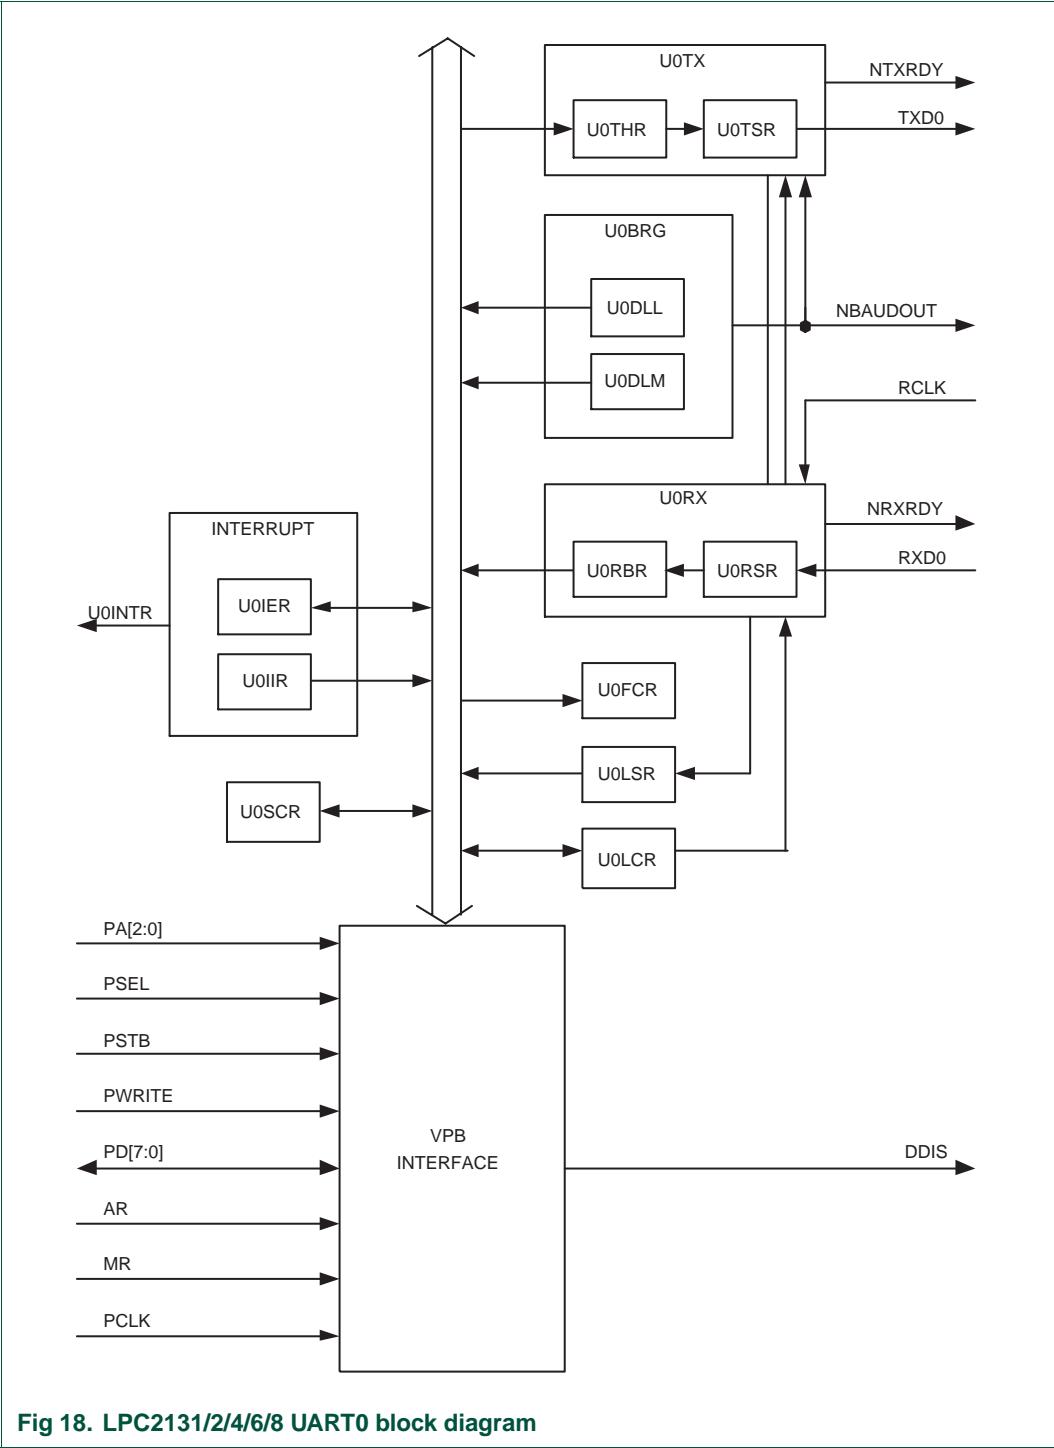 U0TX
NTXRDY
U0THR
U0TSR
TXD0
U0BRG
U0DLL
NBAUDOUT
U0DLM
RCLK
U0RX
NRXRDY
INTERRUPT
U0RBR
U0RSR
RXD0
U0INTR
U0IER
U0IIR
U0FCR
U0LSR
U0SCR
U0LCR
PA[2:0]
PSEL
PSTB
PWRITE
VPB
INTERFACE
PD[7:0]
DDIS
AR
MR
PCLK
Fig 18. LPC2131/2/4/6/8 UART0 block diagram